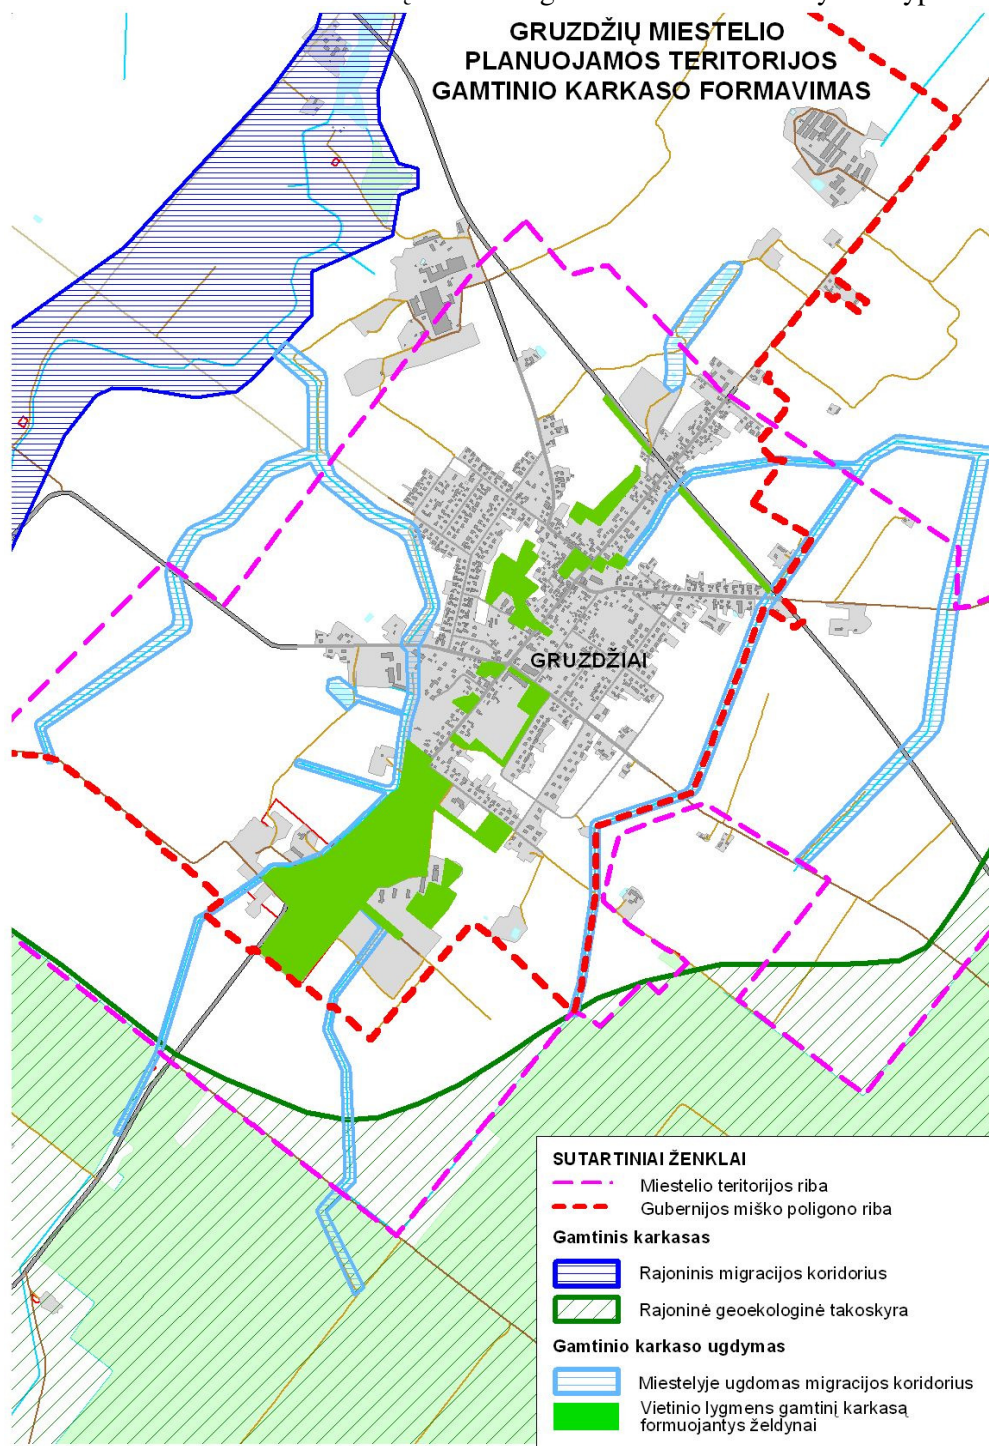 GRUZDŽIŲ MIESTELIO
PLANUOJAMOS TERITORIJOS
GAMTINIO KARKASO FORMAVIMAS
GRUZDŽIAI
SUTARTINIAI ŽENKLAI
Miestelio teritorijos riba
Gubernijos miško poligono riba
Gamtinis karkasas
Rajoninis migracijos koridorius
Rajoninė geoekologinė takoskyra
Gamtinio karkaso ugdymas
Miestelyje ugdomas migracijos koridorius
Vietinio lygmens gamtinį karkasą
formuojantys želdynai